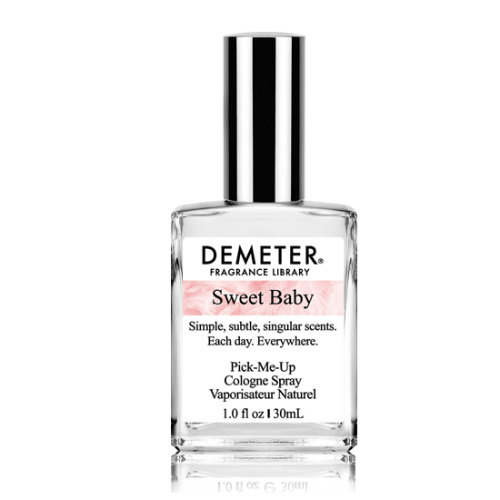 DEMETER®
FRAGRANCE LIBRARY
Sweet Baby
Simple, subtle, singular scents.
Each day. Everywhere.
Pick-Me-Up
Cologne Spray
Vaporisateur Naturel
1.0 fl oz I 30mL